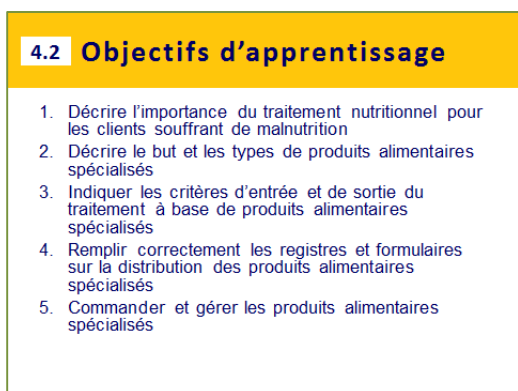 4.2 Objectifs d'apprentissage
1. Décrire l'importance du traitement nutritionnel pour
les clients souffrant de malnutrition
2. Décrire le but et les types de produits alimentaires
spécialisés
3. Indiquer les critères d'entrée et de sortie du
traitement à base de produits alimentaires
spécialisés
4. Remplir correctement les registres et formulaires
sur la distribution des produits alimentaires
spécialisés
5. Commander et gérer les produits alimentaires
spécialisés